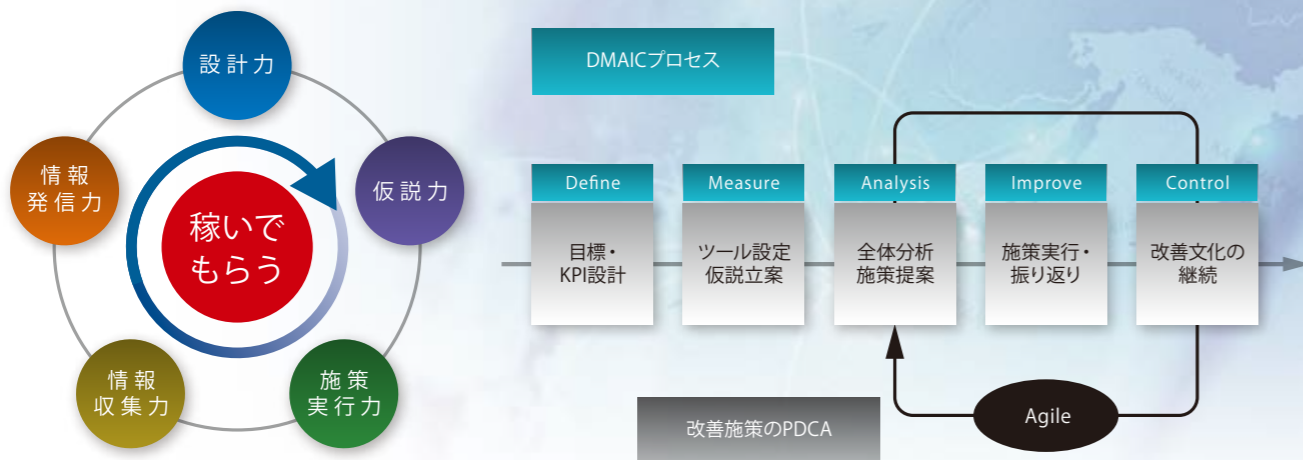 設計力
仮説力
施策
実行力
情報
収集力
情報
発信力
稼いで
もらう
DMAICプロセス
Define
目標・
KPI設計
Measure
ツール設定
仮説立案
Analysis
全体分析
施策提案
Improve
施策実行・
振り返り
Control
改善文化の
継続
Agile
改善施策のPDCA